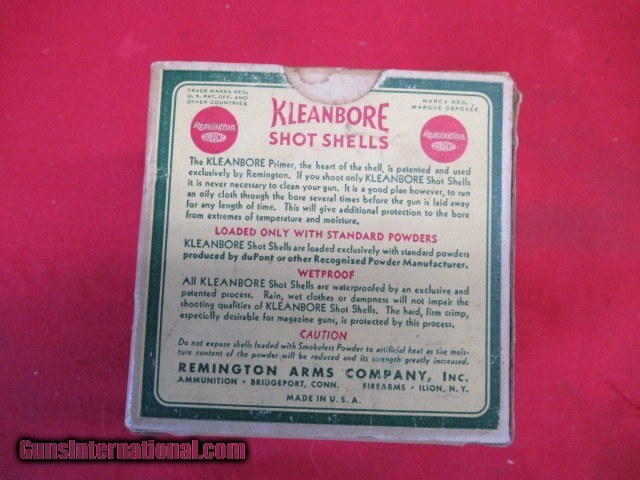 TRADE MARKS REG.
U. S. PAT. OFF. AND
OTHER COUNTRIES
MARCA REG.
MARQUE DEPOSÉE
KLEANBORE
SHOT SHELLS
Remington
DUPONT
Remington
DUPONT
The KLEANBORE Primer, the heart of the shell, is patented and used
exclusively by Remington. If you shoot only KLEANBORE Shot Shells
it is never necessary to clean your gun. It is a good plan however, to run
an oily cloth through the bore several times before the gun is laid away
for any length of time. This will give additional protection to the bore
from extremes of temperature and moisture.
LOADED ONLY WITH STANDARD POWDERS
KLEANBORE Shot Shells are loaded exclusively with standard powders
produced by duPont or other Recognized Powder Manufacturer.
WETPROOF
All KLEANBORE Shot Shells are waterproofed by an exclusive and
patented process. Rain, wet clothes or dampness will not impair the
shooting qualities of KLEANBORE Shot Shells. The hard, firm crimp,
especially desirable for magazine guns, is protected by this process.
CAUTION
Do not expose shells loaded with Smokeless Powder to artificial heat as the mois-
ture content of the powder will be reduced and its strength greatly increased.
REMINGTON ARMS COMPANY, INC.
AMMUNITION · BRIDGEPORT, CONN. FIREARMS · ILION, N. Y.
MADE IN U. S. A.
GunsInternational.com